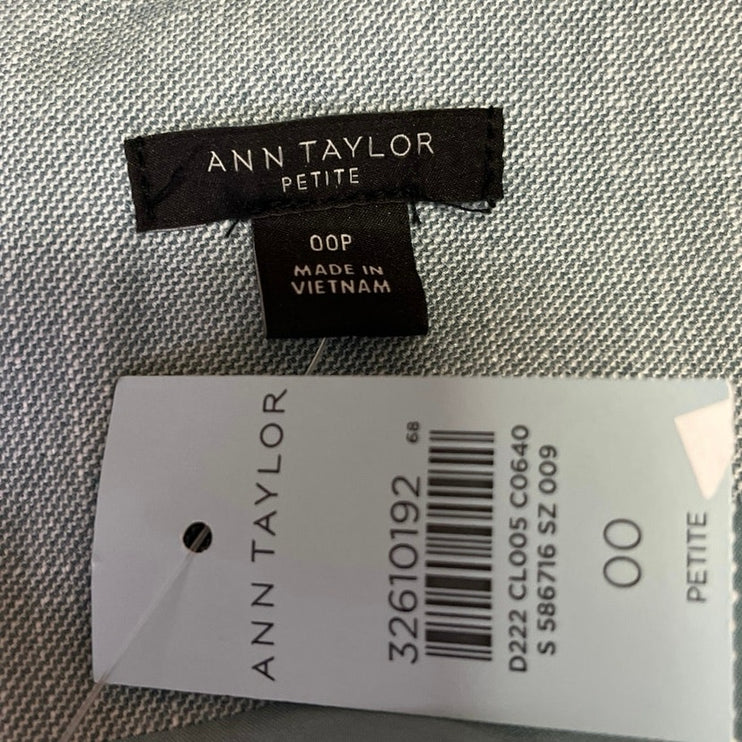 ANN TAYLOR
PETITE
00P
MADE IN
VIETNAM
ANN TAYLOR
68
32610192
D222 CL005 C0640
S 586716 SZ 009
00
PETITE